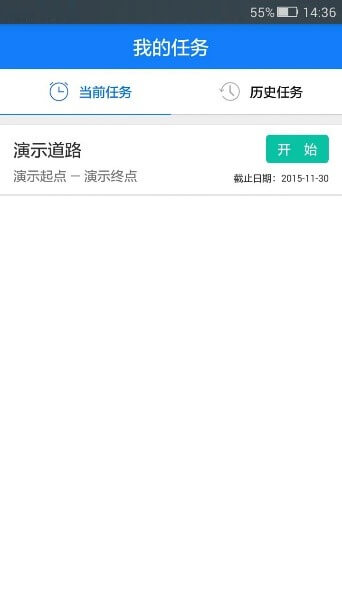 55% 14:36
我的任务
当前任务 历史任务
演示道路 开 始
演示起点 — 演示终点 截止日期：2015-11-30